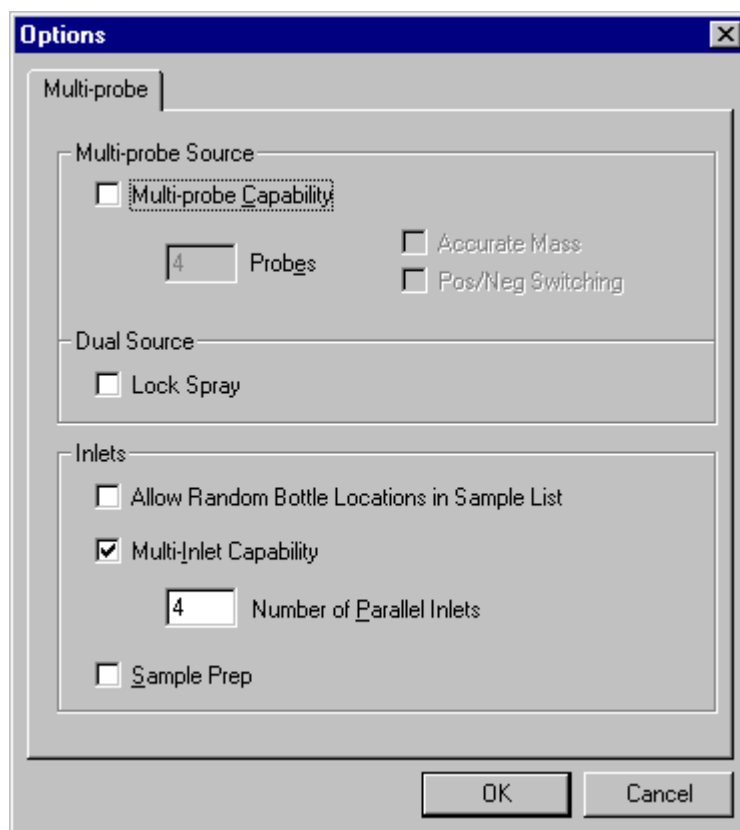 Options
Multi-probe
Multi-probe Source
Multi-probe Capability
4 Probes
Accurate Mass
Pos/Neg Switching
Dual Source
Lock Spray
Inlets
Allow Random Bottle Locations in Sample List
Multi-Inlet Capability
4 Number of Parallel Inlets
Sample Prep
OK Cancel